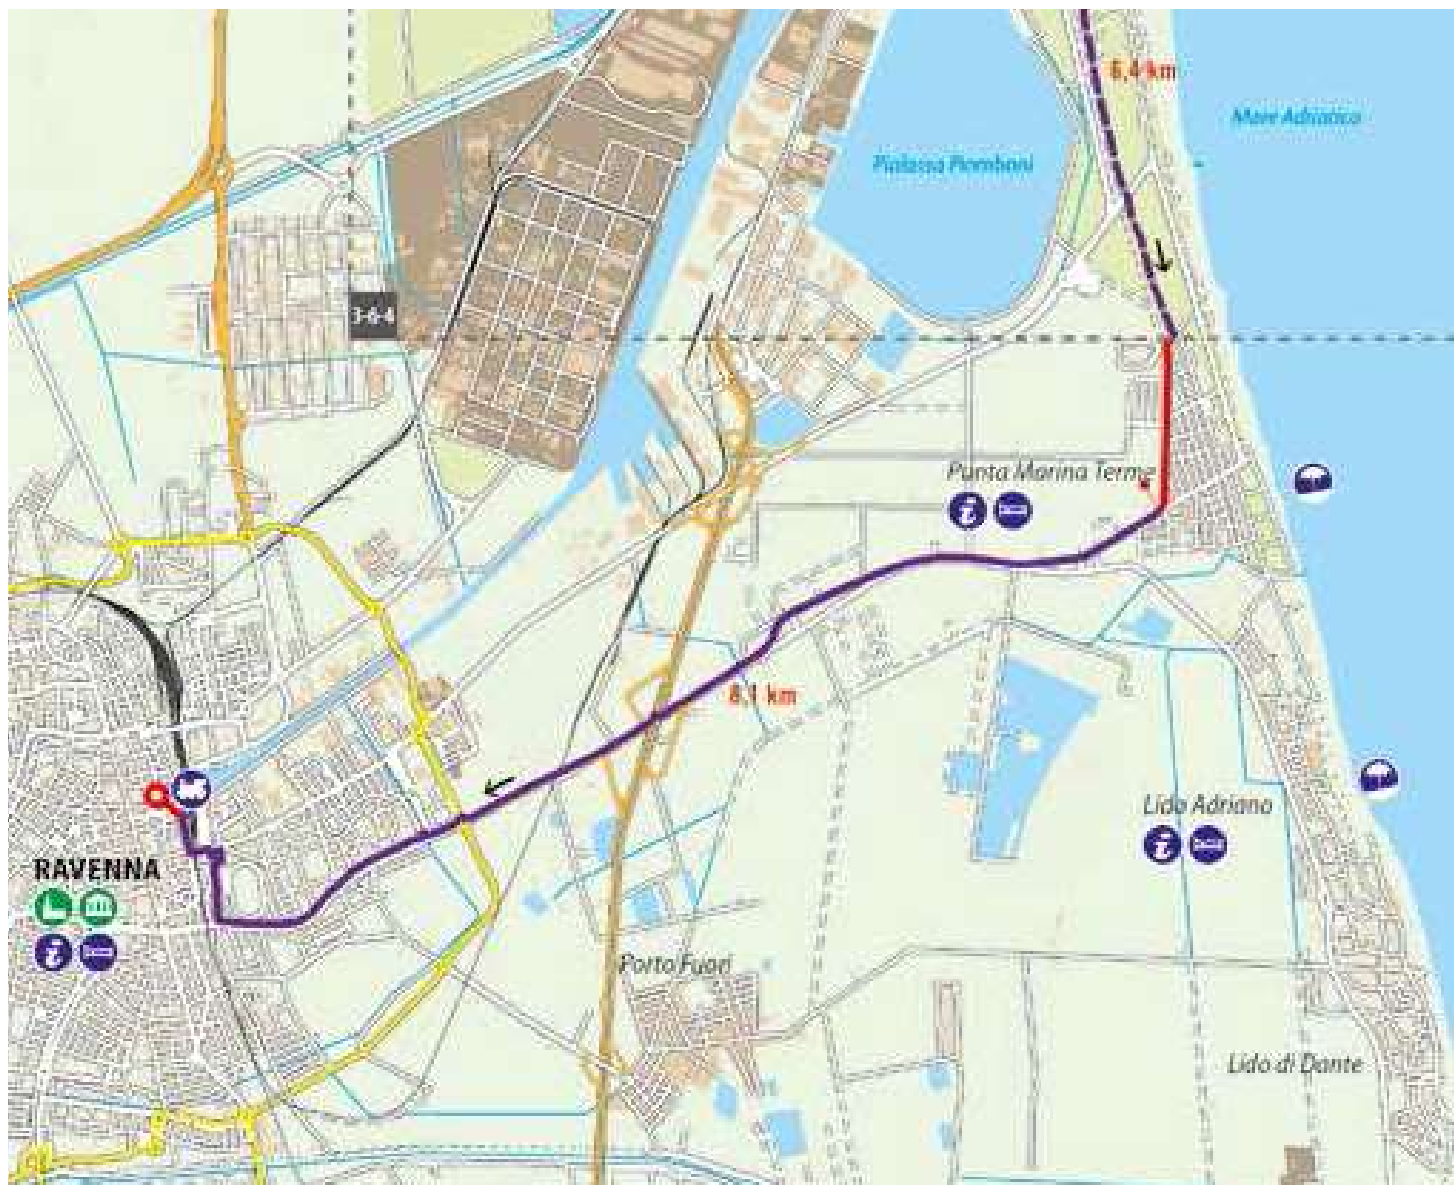 6,4 km
Mare Adriatico
Pialassa Piomboni
3-6-4
Punta Marina Terme
8,1 km
Lido Adriano
RAVENNA
Porto Fuori
Lido di Dante